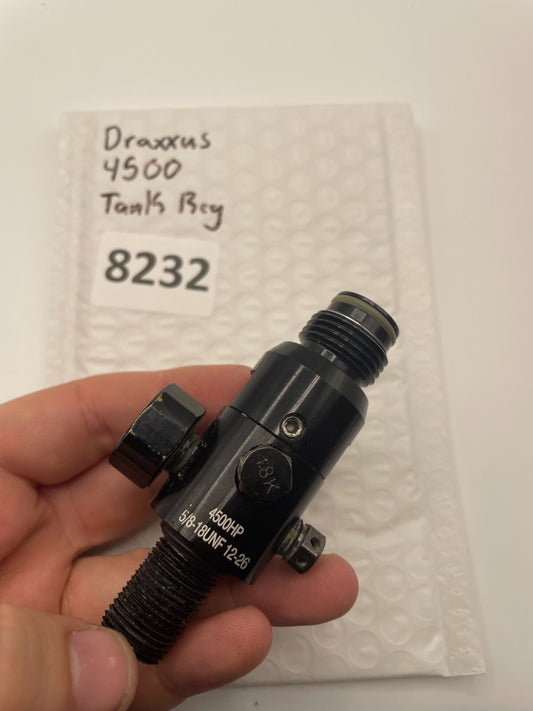 Draxxus
4500
Tank Reg
8232
1.8K
4500HP
5/8-18UNF 12-26